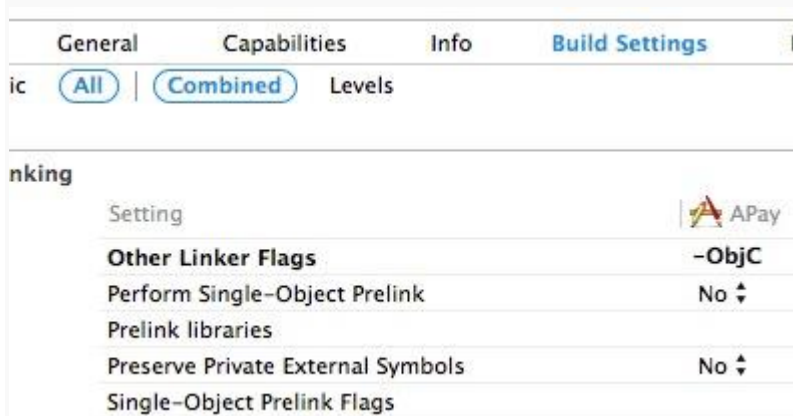 General Capabilities Info Build Settings
ic All Combined Levels
nking
Setting APay
Other Linker Flags -ObjC
Perform Single-Object Prelink No
Prelink libraries
Preserve Private External Symbols No
Single-Object Prelink Flags